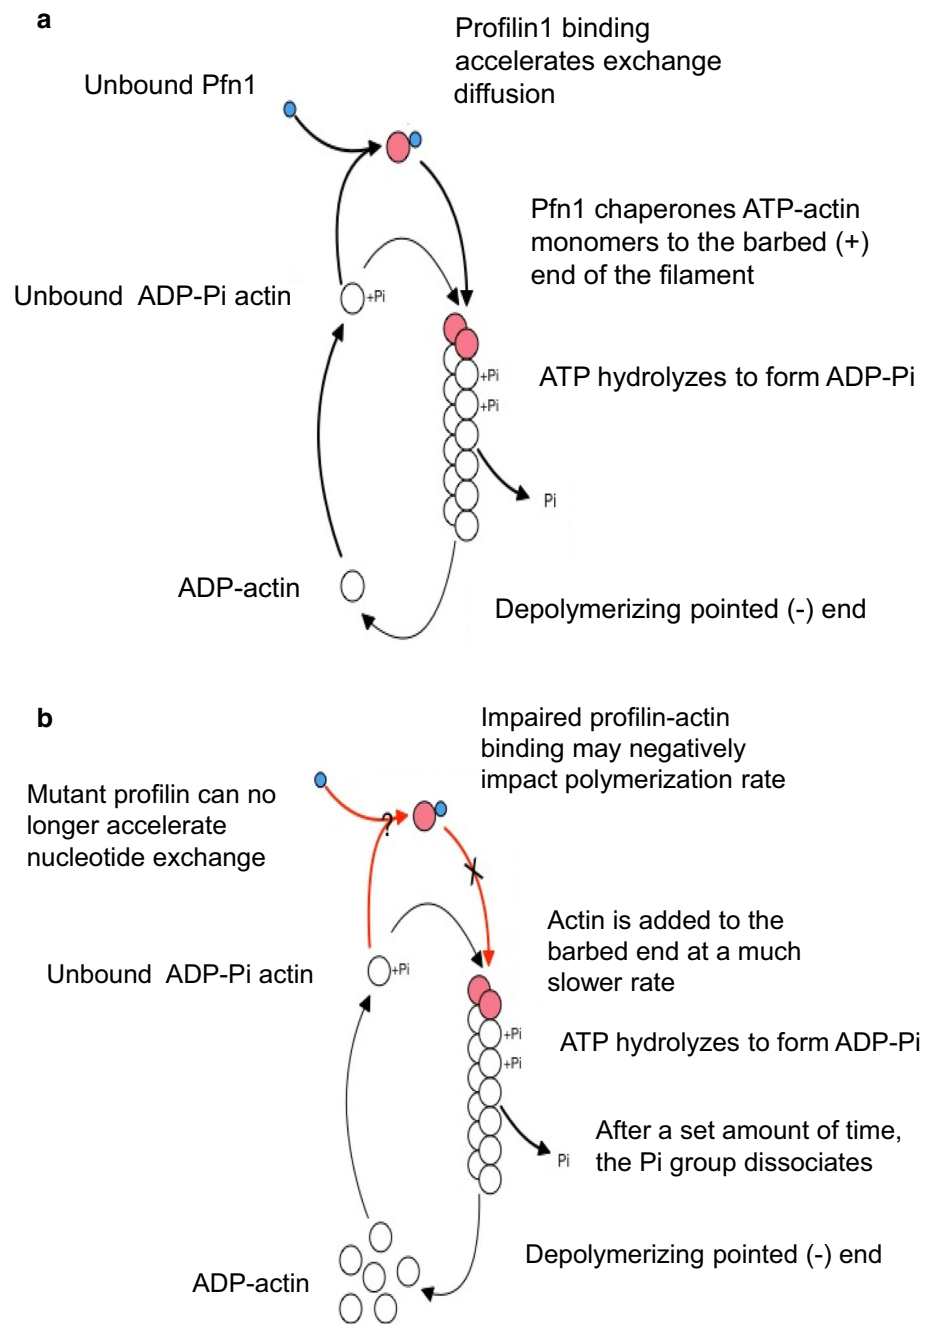 a
Profilin1 binding
accelerates exchange
diffusion
Unbound Pfn1
Pfn1 chaperones ATP-actin
monomers to the barbed (+)
end of the filament
Unbound ADP-Pi actin
+Pi
ATP hydrolyzes to form ADP-Pi
+Pi
+Pi
Pi
ADP-actin
Depolymerizing pointed (-) end
b
Impaired profilin-actin
binding may negatively
impact polymerization rate
Mutant profilin can no
longer accelerate
nucleotide exchange
?
Actin is added to the
barbed end at a much
slower rate
Unbound ADP-Pi actin
+Pi
ATP hydrolyzes to form ADP-Pi
+Pi
+Pi
After a set amount of time,
the Pi group dissociates
Pi
Depolymerizing pointed (-) end
ADP-actin